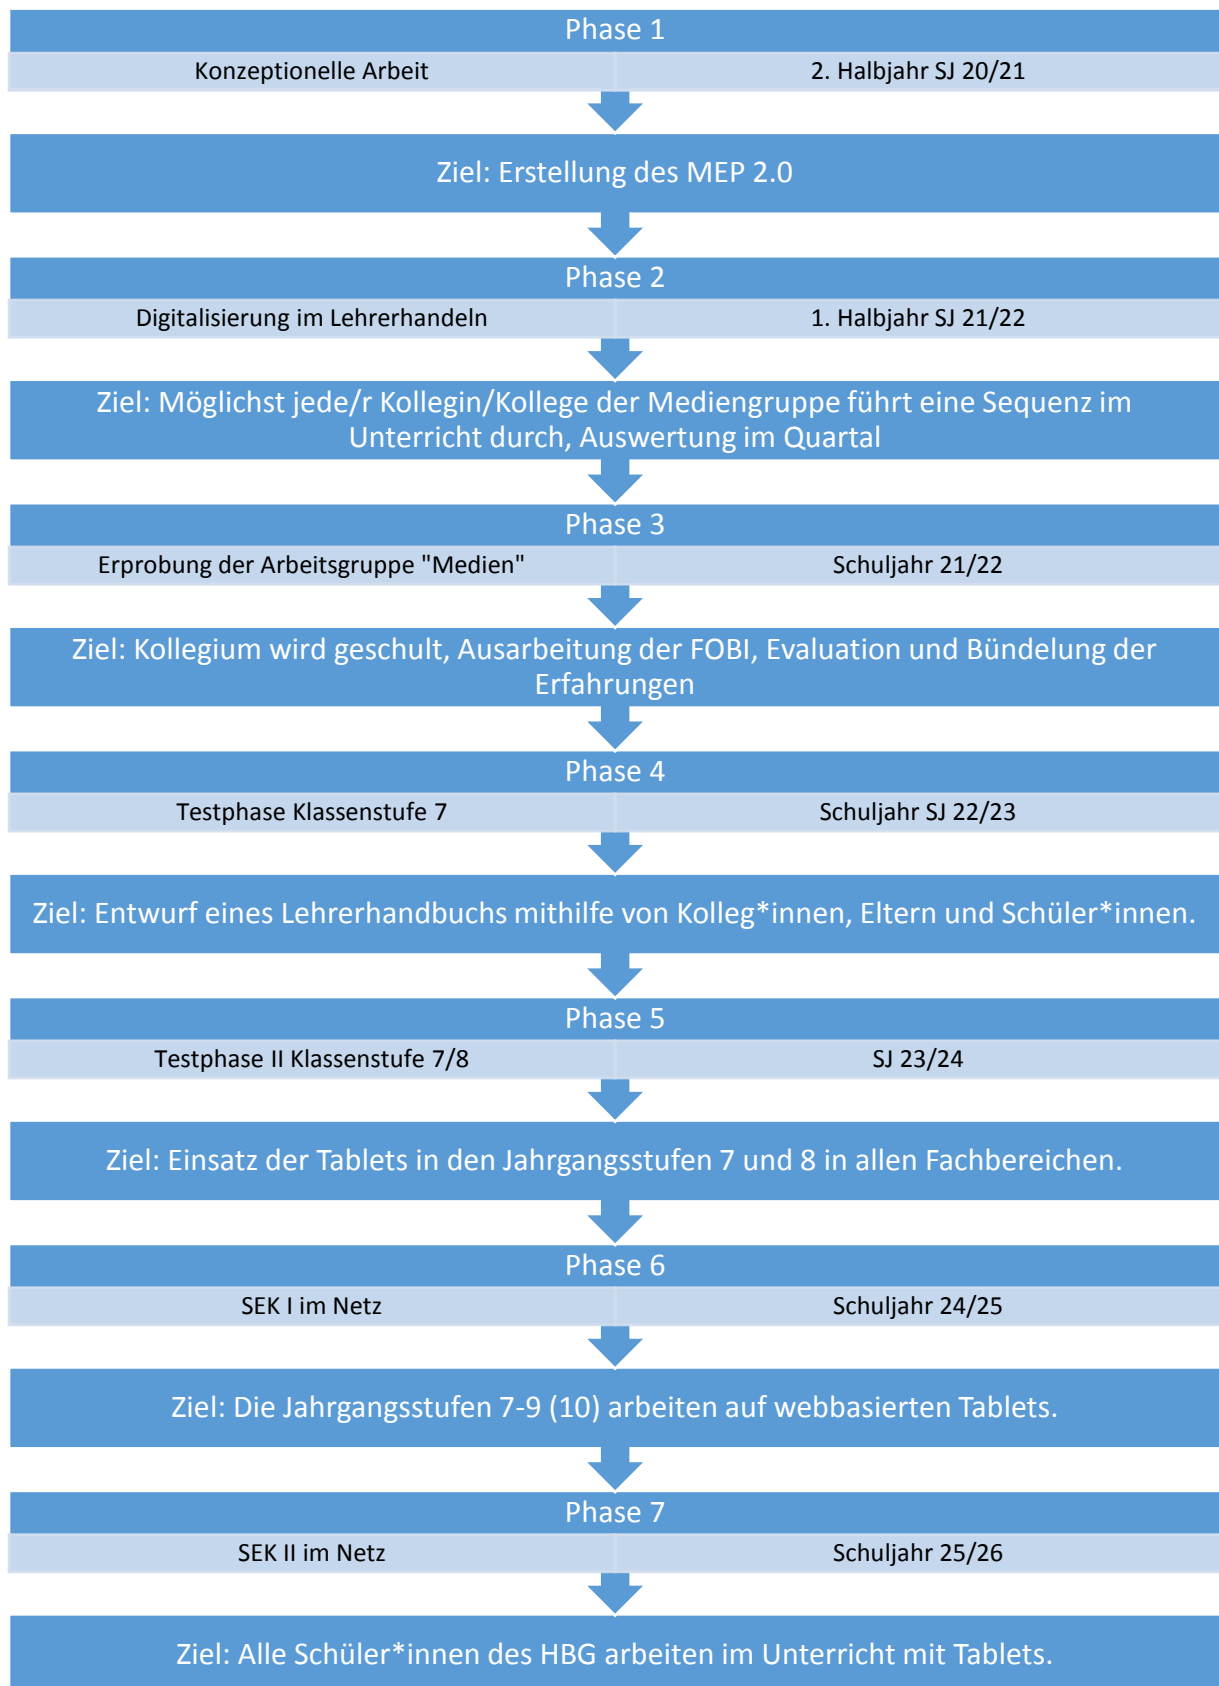 Phase 1
Konzeptionelle Arbeit
2. Halbjahr SJ 20/21
Ziel: Erstellung des MEP 2.0
Phase 2
Digitalisierung im Lehrerhandeln
1. Halbjahr SJ 21/22
Ziel: Möglichst jede/r Kollegin/Kollege der Mediengruppe führt eine Sequenz im
Unterricht durch, Auswertung im Quartal
Phase 3
Erprobung der Arbeitsgruppe "Medien"
Schuljahr 21/22
Ziel: Kollegium wird geschult, Ausarbeitung der FOBI, Evaluation und Bündelung der
Erfahrungen
Phase 4
Testphase Klassenstufe 7
Schuljahr SJ 22/23
Ziel: Entwurf eines Lehrerhandbuchs mithilfe von Kolleg*innen, Eltern und Schüler*innen.
Phase 5
Testphase II Klassenstufe 7/8
SJ 23/24
Ziel: Einsatz der Tablets in den Jahrgangsstufen 7 und 8 in allen Fachbereichen.
Phase 6
SEK I im Netz
Schuljahr 24/25
Ziel: Die Jahrgangsstufen 7-9 (10) arbeiten auf webbasierten Tablets.
Phase 7
SEK II im Netz
Schuljahr 25/26
Ziel: Alle Schüler*innen des HBG arbeiten im Unterricht mit Tablets.